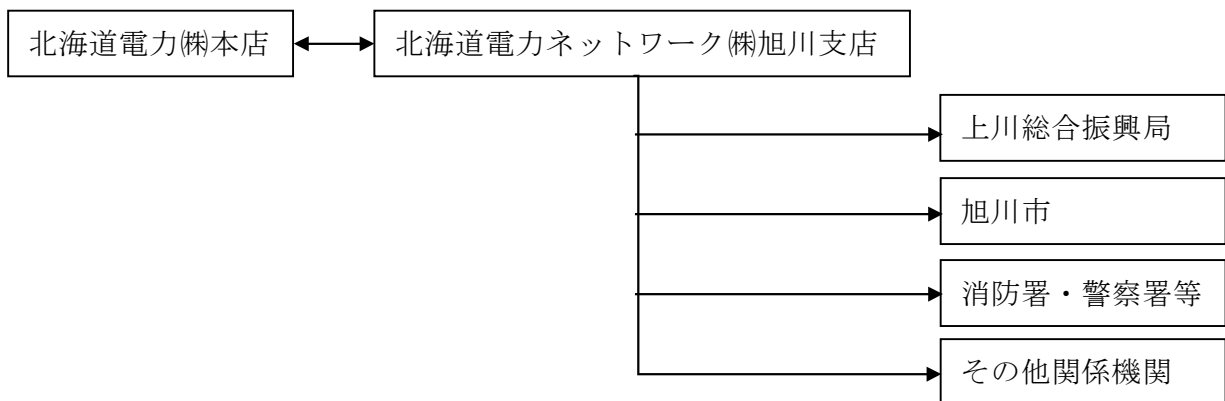 北海道電力㈱本店
北海道電力ネットワーク㈱旭川支店
上川総合振興局
旭川市
消防署・警察署等
その他関係機関